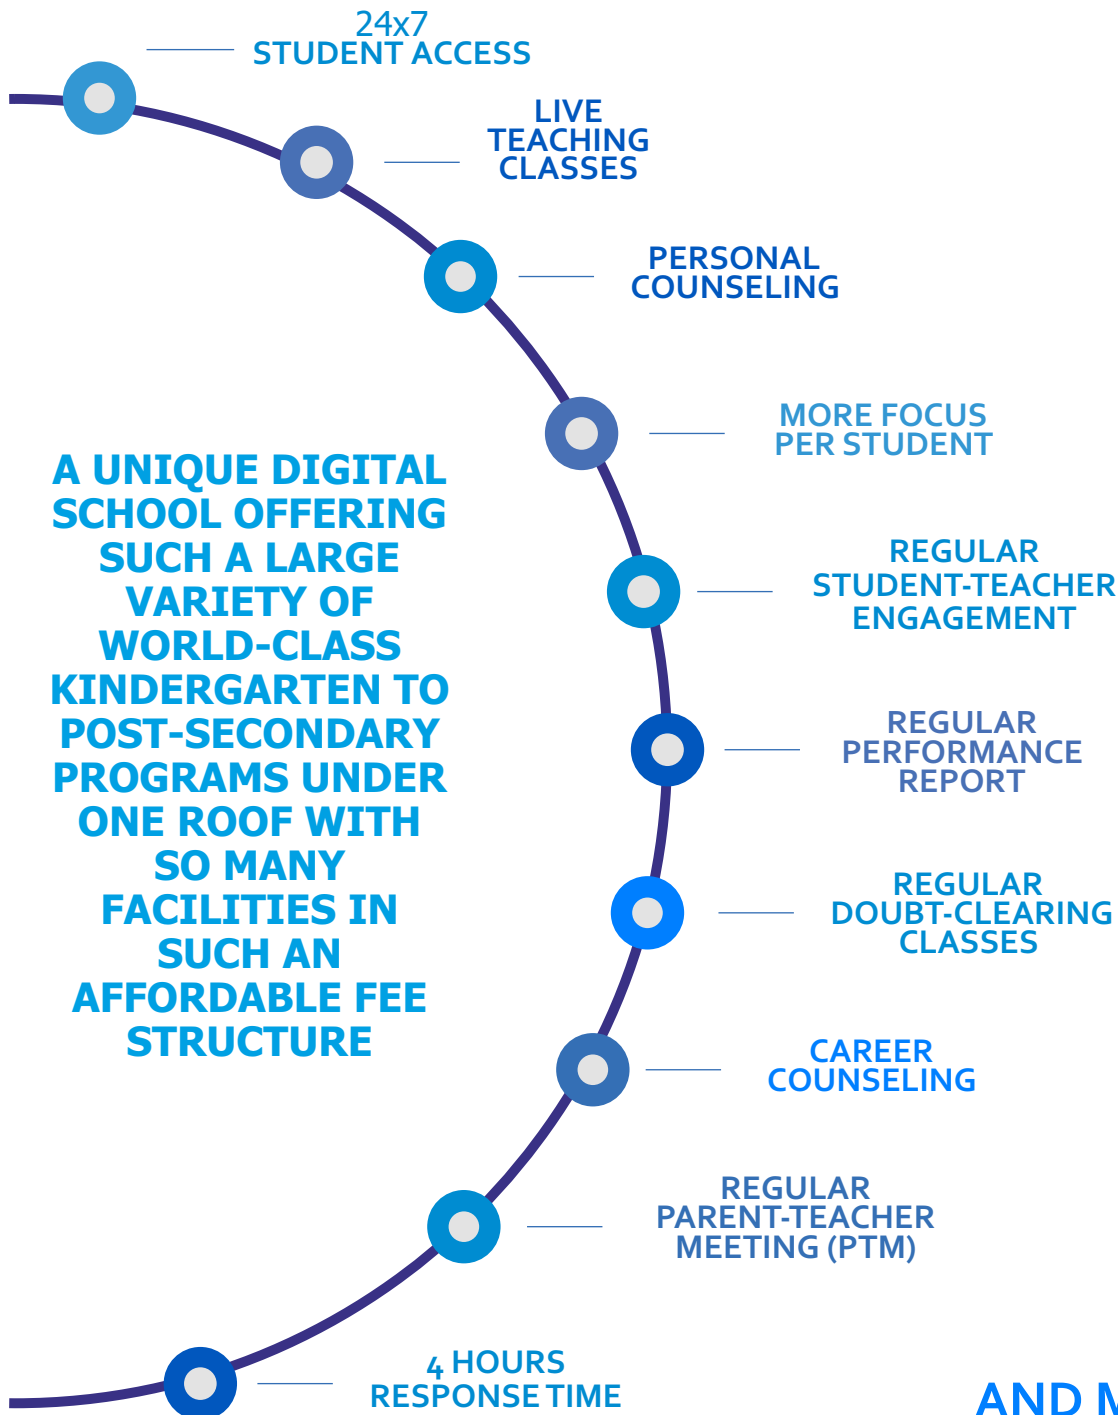 24x7
STUDENT ACCESS
LIVE
TEACHING
CLASSES
PERSONAL
COUNSELING
MORE FOCUS
PER STUDENT
A UNIQUE DIGITAL
SCHOOL OFFERING
SUCH A LARGE
VARIETY OF
WORLD-CLASS
KINDERGARTEN TO
POST-SECONDARY
PROGRAMS UNDER
ONE ROOF WITH
SO MANY
FACILITIES IN
SUCH AN
AFFORDABLE FEE
STRUCTURE
REGULAR
STUDENT-TEACHER
ENGAGEMENT
REGULAR
PERFORMANCE
REPORT
REGULAR
DOUBT-CLEARING
CLASSES
CAREER
COUNSELING
REGULAR
PARENT-TEACHER
MEETING (PTM)
4 HOURS
RESPONSE TIME
AND